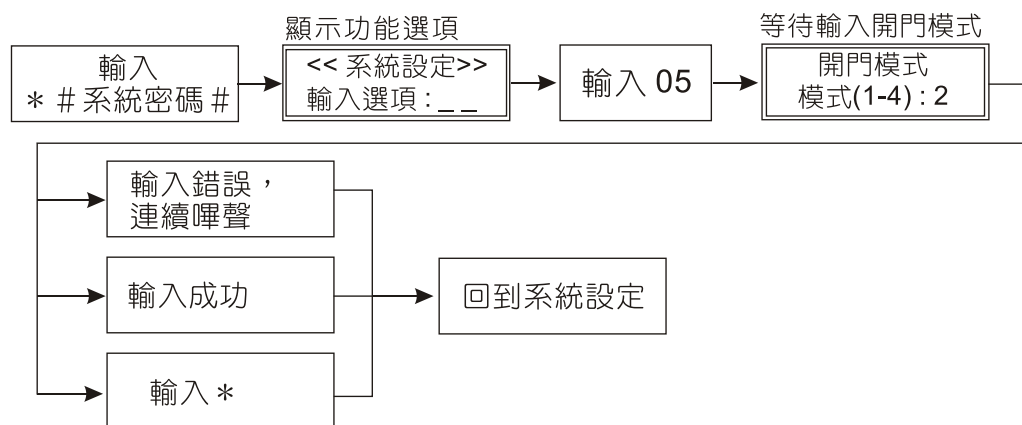 輸入
＊＃系統密碼＃
顯示功能選項
<< 系統設定>>
輸入選項 : _ _
輸入 05
等待輸入開門模式
開門模式
模式(1-4) : 2
輸入錯誤，
連續嗶聲
輸入成功
輸入＊
回到系統設定